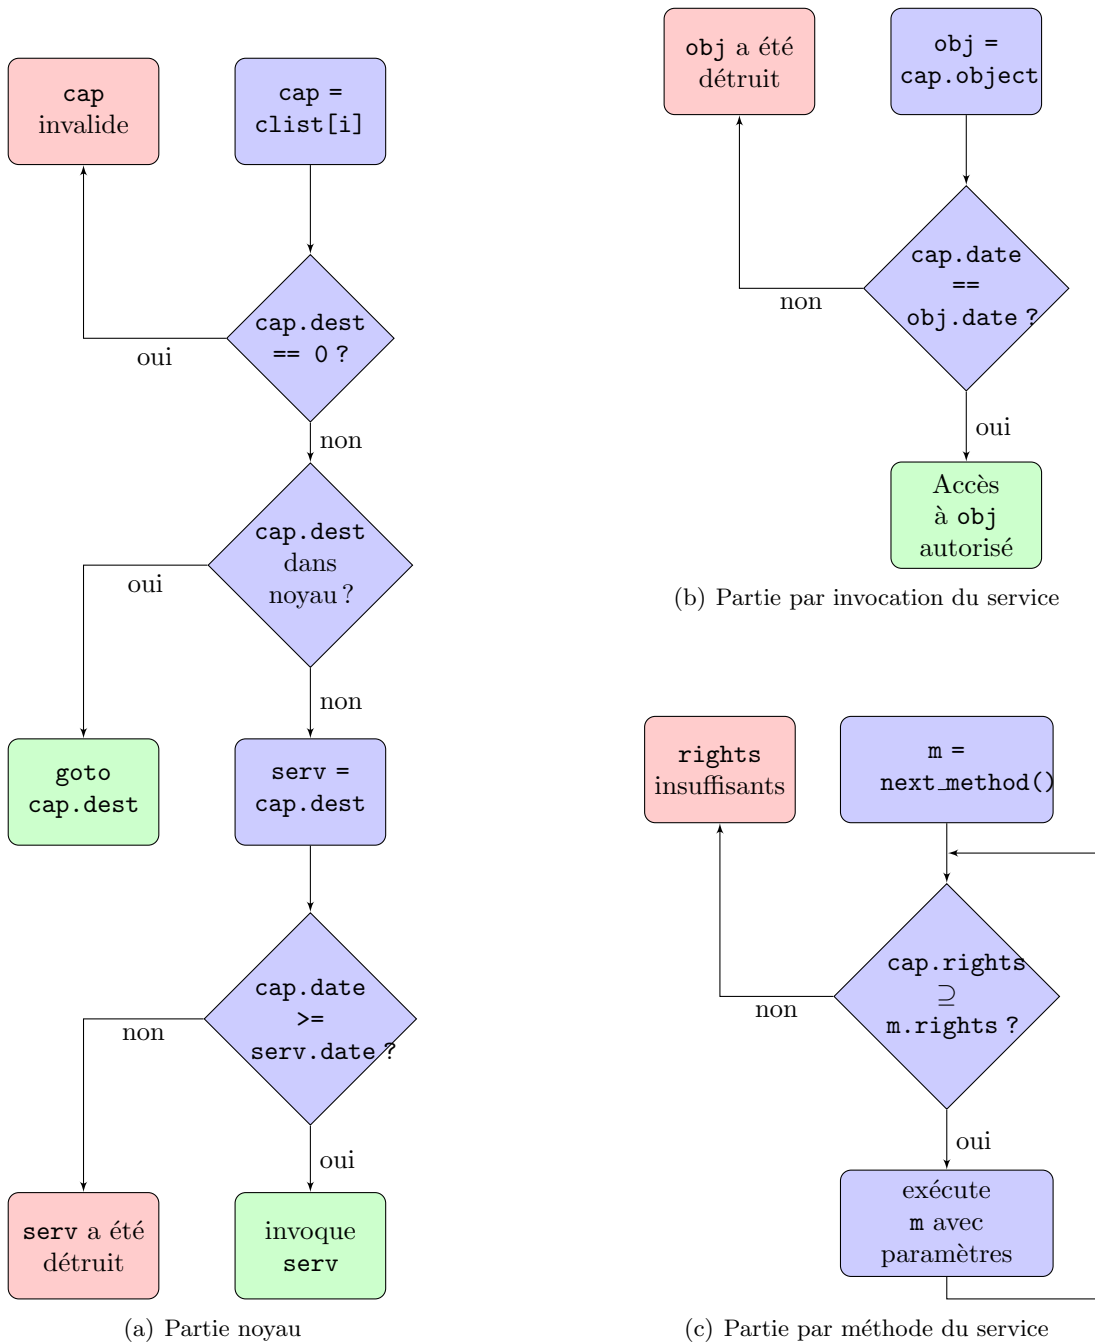 cap
invalide
cap =
clist[i]
cap.dest
== 0 ?
oui
non
cap.dest
dans
noyau ?
oui
non
goto
cap.dest
serv =
cap.dest
cap.date
>=
serv.date ?
non
oui
serv a été
détruit
invoque
serv
(a) Partie noyau
obj a été
détruit
obj =
cap.object
cap.date
==
obj.date ?
non
oui
Accès
à obj
autorisé
(b) Partie par invocation du service
rights
insuffisants
m =
next_method()
cap.rights
⊇
m.rights ?
non
oui
exécute
m avec
paramètres
(c) Partie par méthode du service